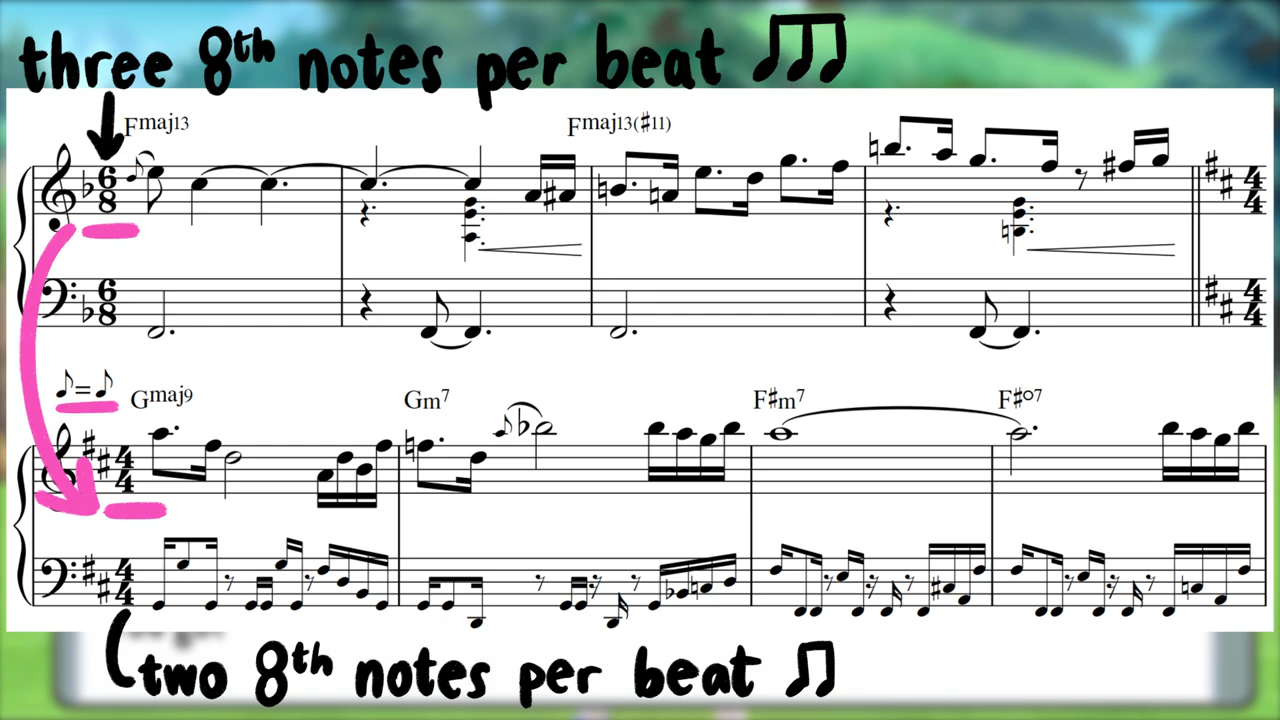 three 8th notes per beat
Fmaj13 Fmaj13(#11)
6 8
6 8
4 4
4 4
♪=♪ Gmaj9 Gm7 F#m7 F#o7
4 4
4 4
two 8th notes per beat